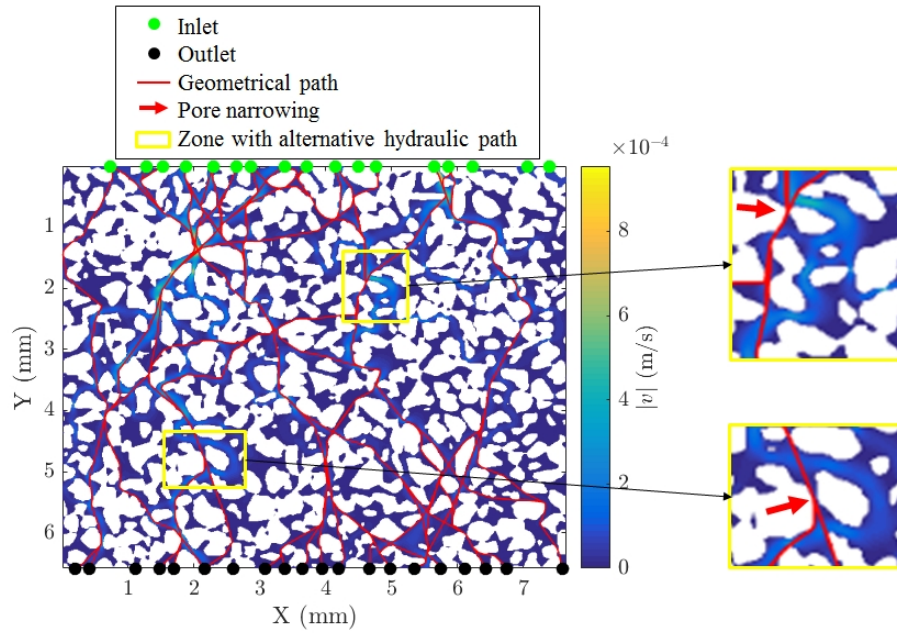 Inlet
Outlet
Geometrical path
Pore narrowing
Zone with alternative hydraulic path
×10⁻⁴
1
2
3
4
5
6
Y (mm)
1
2
3
4
5
6
7
X (mm)
8
6
4
2
0
|v| (m/s)